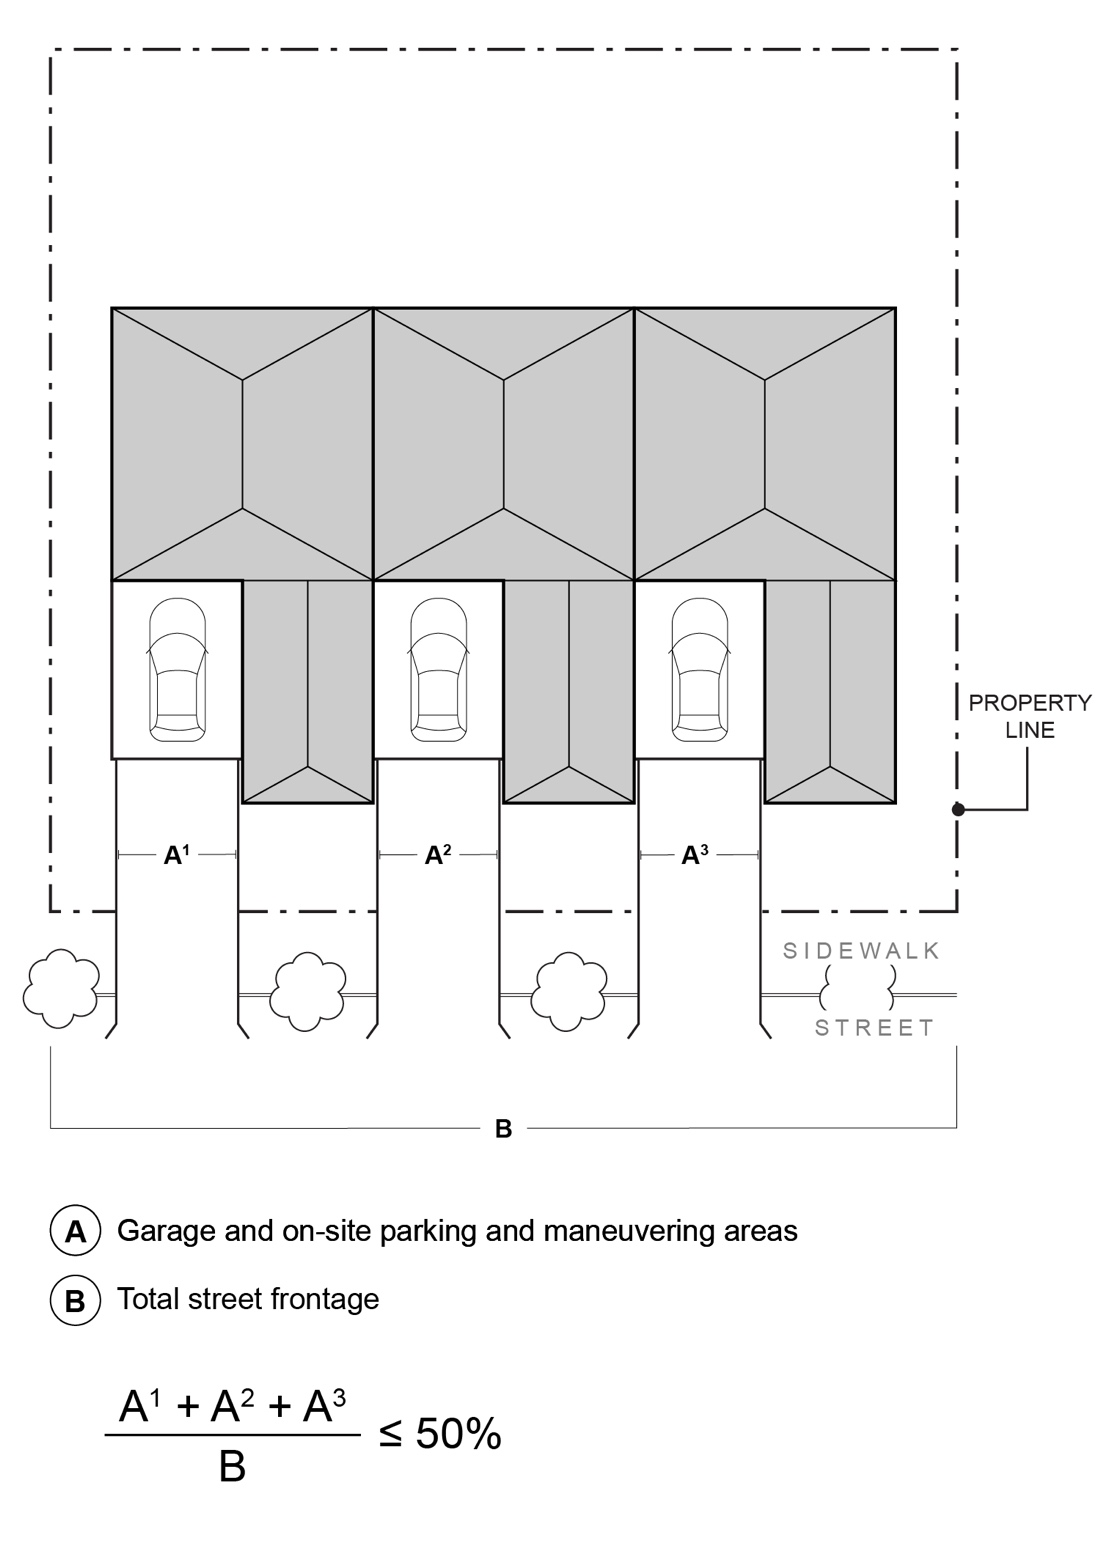 PROPERTY
LINE
A¹
A²
A³
SIDEWALK
STREET
B
A Garage and on-site parking and maneuvering areas
B Total street frontage
A¹ + A² + A³
≤ 50%
B